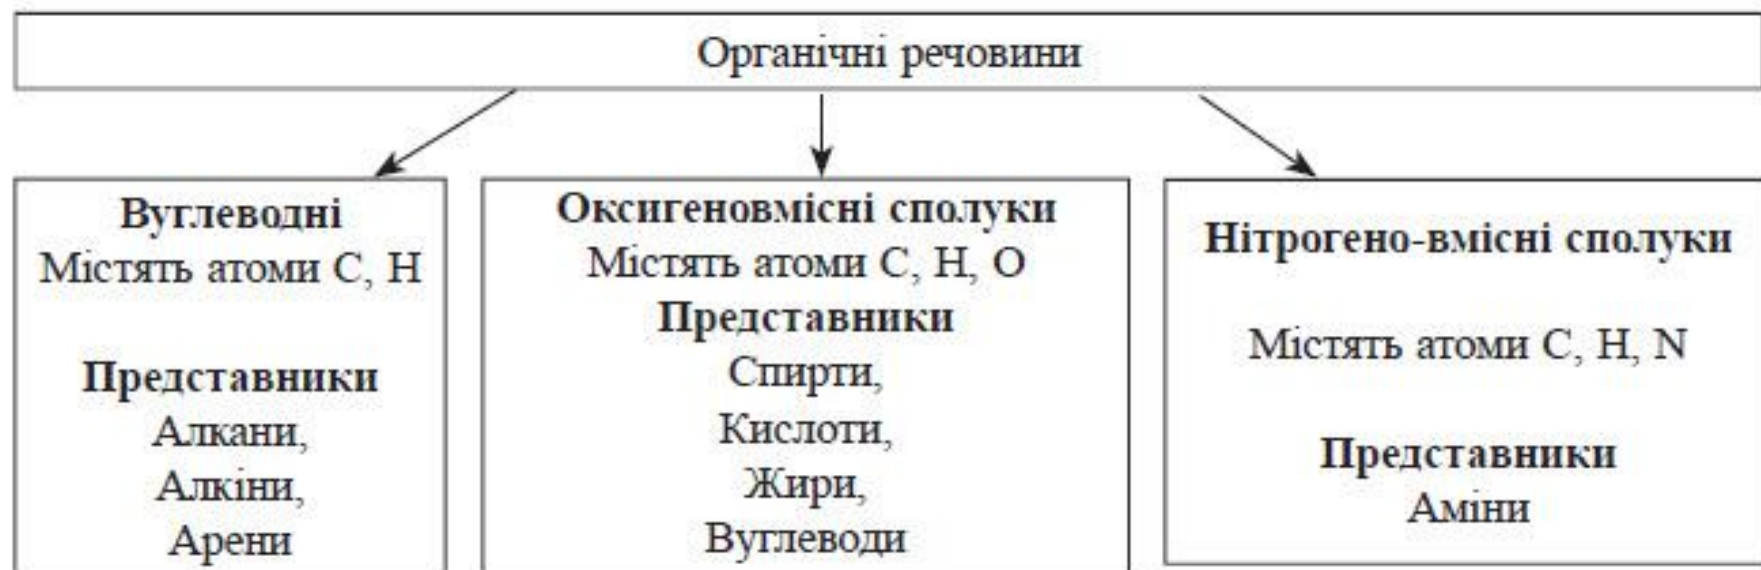 Органічні речовини
Вуглеводні
Містять атоми С, Н
Представники
Алкани,
Алкіни,
Арени
Оксигеновмісні сполуки
Містять атоми С, Н, О
Представники
Спирти,
Кислоти,
Жири,
Вуглеводи
Нітрогено-вмісні сполуки
Містять атоми С, Н, N
Представники
Аміни